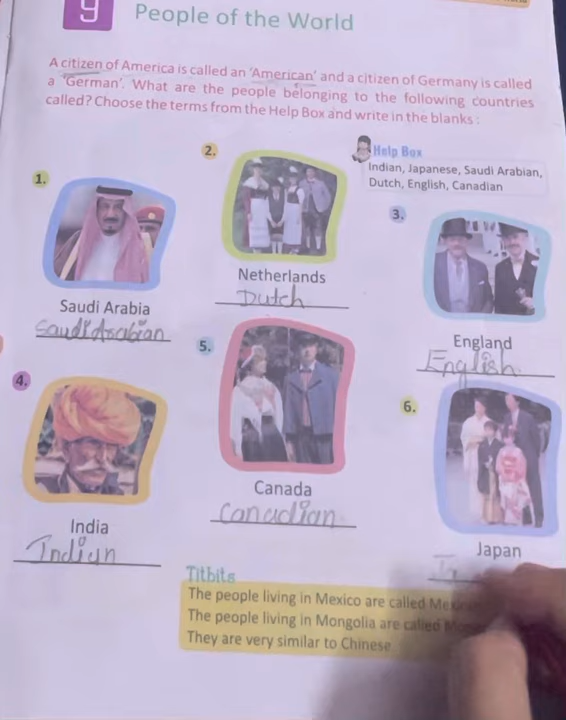 9 People of the World
A citizen of America is called an 'American' and a citizen of Germany is called
a 'German'. What are the people belonging to the following countries
called? Choose the terms from the Help Box and write in the blanks :
Help Box
Indian, Japanese, Saudi Arabian,
Dutch, English, Canadian
1.
Saudi Arabia
Saudi Arabian
2.
Netherlands
Dutch
3.
England
English
4.
India
Indian
5.
Canada
Canadian
6.
Japan
Titbits
The people living in Mexico are called
The people living in Mongolia are called
They are very similar to Chinese.